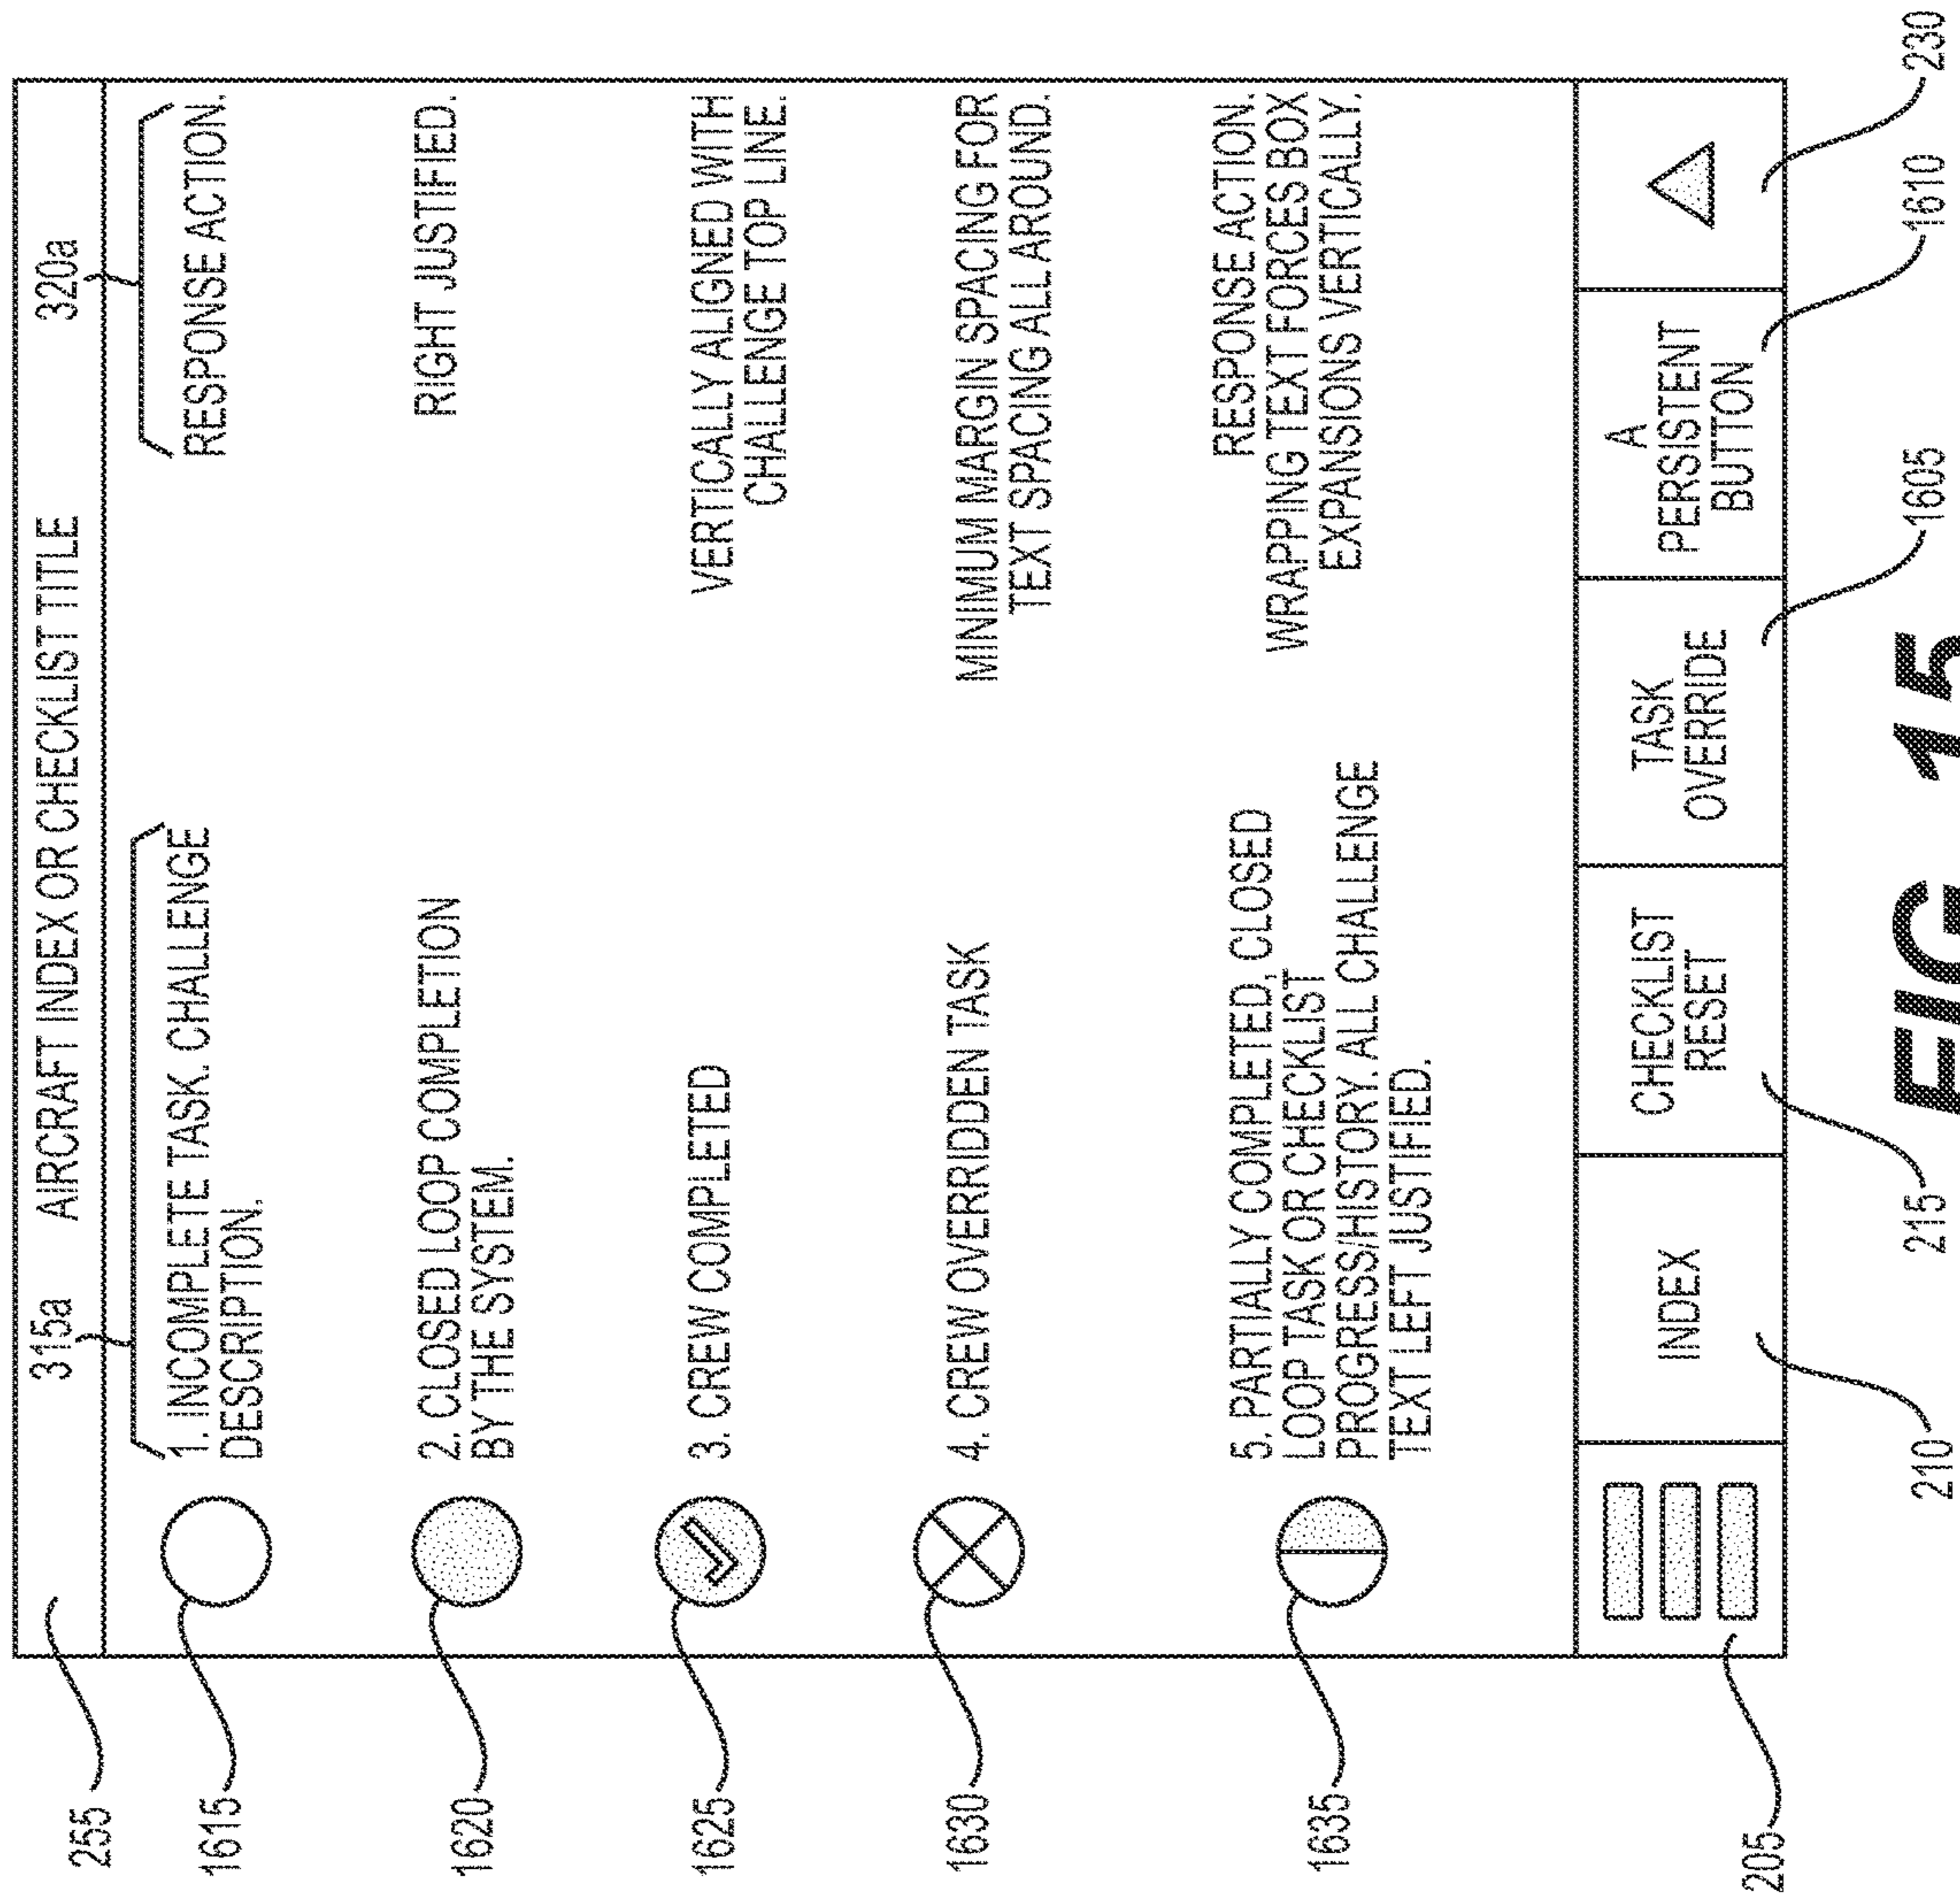 315a
AIRCRAFT INDEX OR CHECKLIST TITLE
320a
255
1. INCOMPLETE TASK. CHALLENGE
DESCRIPTION.
RESPONSE ACTION.
1615
2. CLOSED LOOP COMPLETION
BY THE SYSTEM.
RIGHT JUSTIFIED.
1620
3. CREW COMPLETED
VERTICALLY ALIGNED WITH
CHALLENGE TOP LINE.
1625
4. CREW OVERRIDDEN TASK
MINIMUM MARGIN SPACING FOR
TEXT SPACING ALL AROUND.
1630
5. PARTIALLY COMPLETED, CLOSED
LOOP TASK OR CHECKLIST
PROGRESS/HISTORY. ALL CHALLENGE
TEXT LEFT JUSTIFIED.
RESPONSE ACTION.
WRAPPING TEXT FORCES BOX
EXPANSIONS VERTICALLY.
1635
INDEX
CHECKLIST
RESET
TASK
OVERRIDE
A
PERSISTENT
BUTTON
205
210
215
1605
1610
230
FIG 15